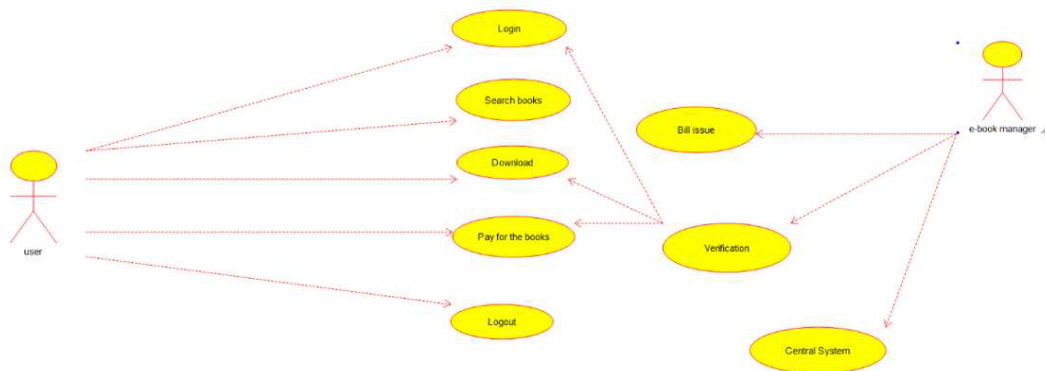 Login
Search books
Bill issue
e-book manager
Download
Pay for the books
user
Verification
Logout
Central System